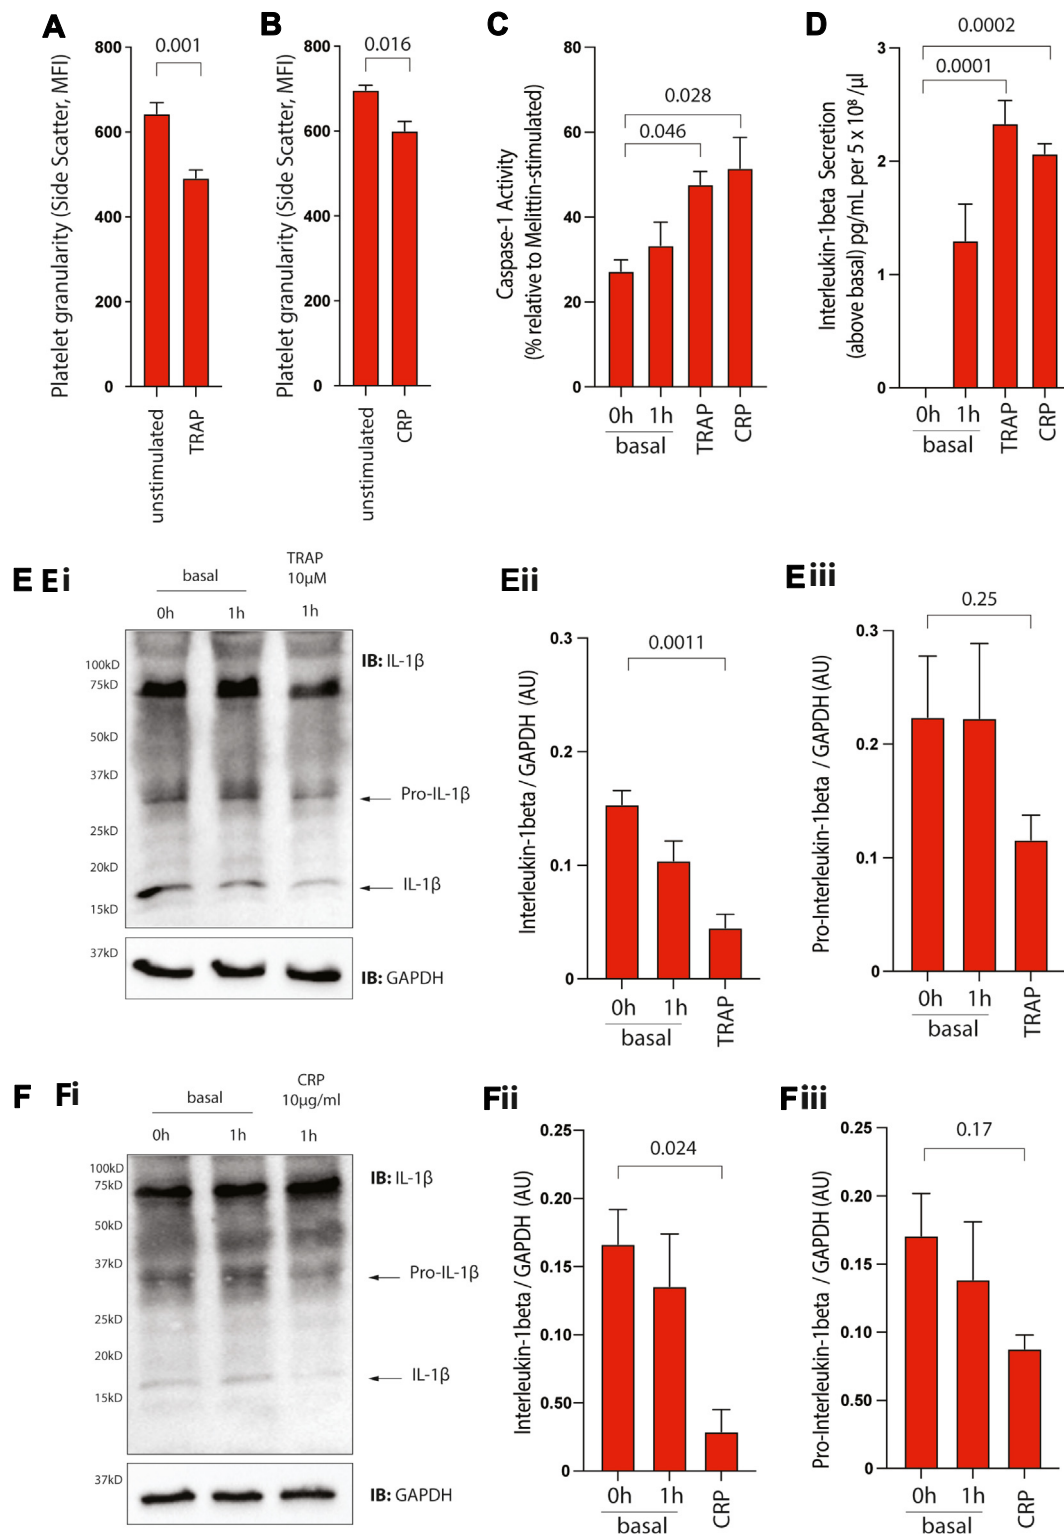 A
Platelet granularity (Side Scatter, MFI)
800
600
400
200
0
0.001
unstimulated
TRAP
B
Platelet granularity (Side Scatter, MFI)
800
600
400
200
0
0.016
unstimulated
CRP
C
Caspase-1 Activity
(% relative to Melittin-stimulated)
80
60
40
20
0
0.028
0.046
0h 1h
basal
TRAP
CRP
D
Interleukin-1beta Secretion
(above basal) pg/mL per 5 x 10⁸ /µl
3
2
1
0
0.0002
0.0001
0h 1h
basal
TRAP
CRP
E Ei
basal
TRAP
10µM
0h 1h 1h
IB: IL-1β
100kD
75kD
50kD
37kD
Pro-IL-1β
25kD
20kD
IL-1β
15kD
37kD
IB: GAPDH
Eii
Interleukin-1beta / GAPDH (AU)
0.3
0.2
0.1
0
0.0011
0h 1h
basal
TRAP
Eiii
Pro-Interleukin-1beta / GAPDH (AU)
0.3
0.2
0.1
0
0.25
0h 1h
basal
TRAP
F Fi
basal
CRP
10µg/ml
0h 1h 1h
100kD
IB: IL-1β
75kD
50kD
37kD
Pro-IL-1β
25kD
20kD
IL-1β
15kD
37kD
IB: GAPDH
Fii
Interleukin-1beta / GAPDH (AU)
0.25
0.20
0.15
0.10
0.50
0
0.024
0h 1h
basal
CRP
Fiii
Pro-Interleukin-1beta / GAPDH (AU)
0.25
0.20
0.15
0.10
0.50
0
0.17
0h 1h
basal
CRP